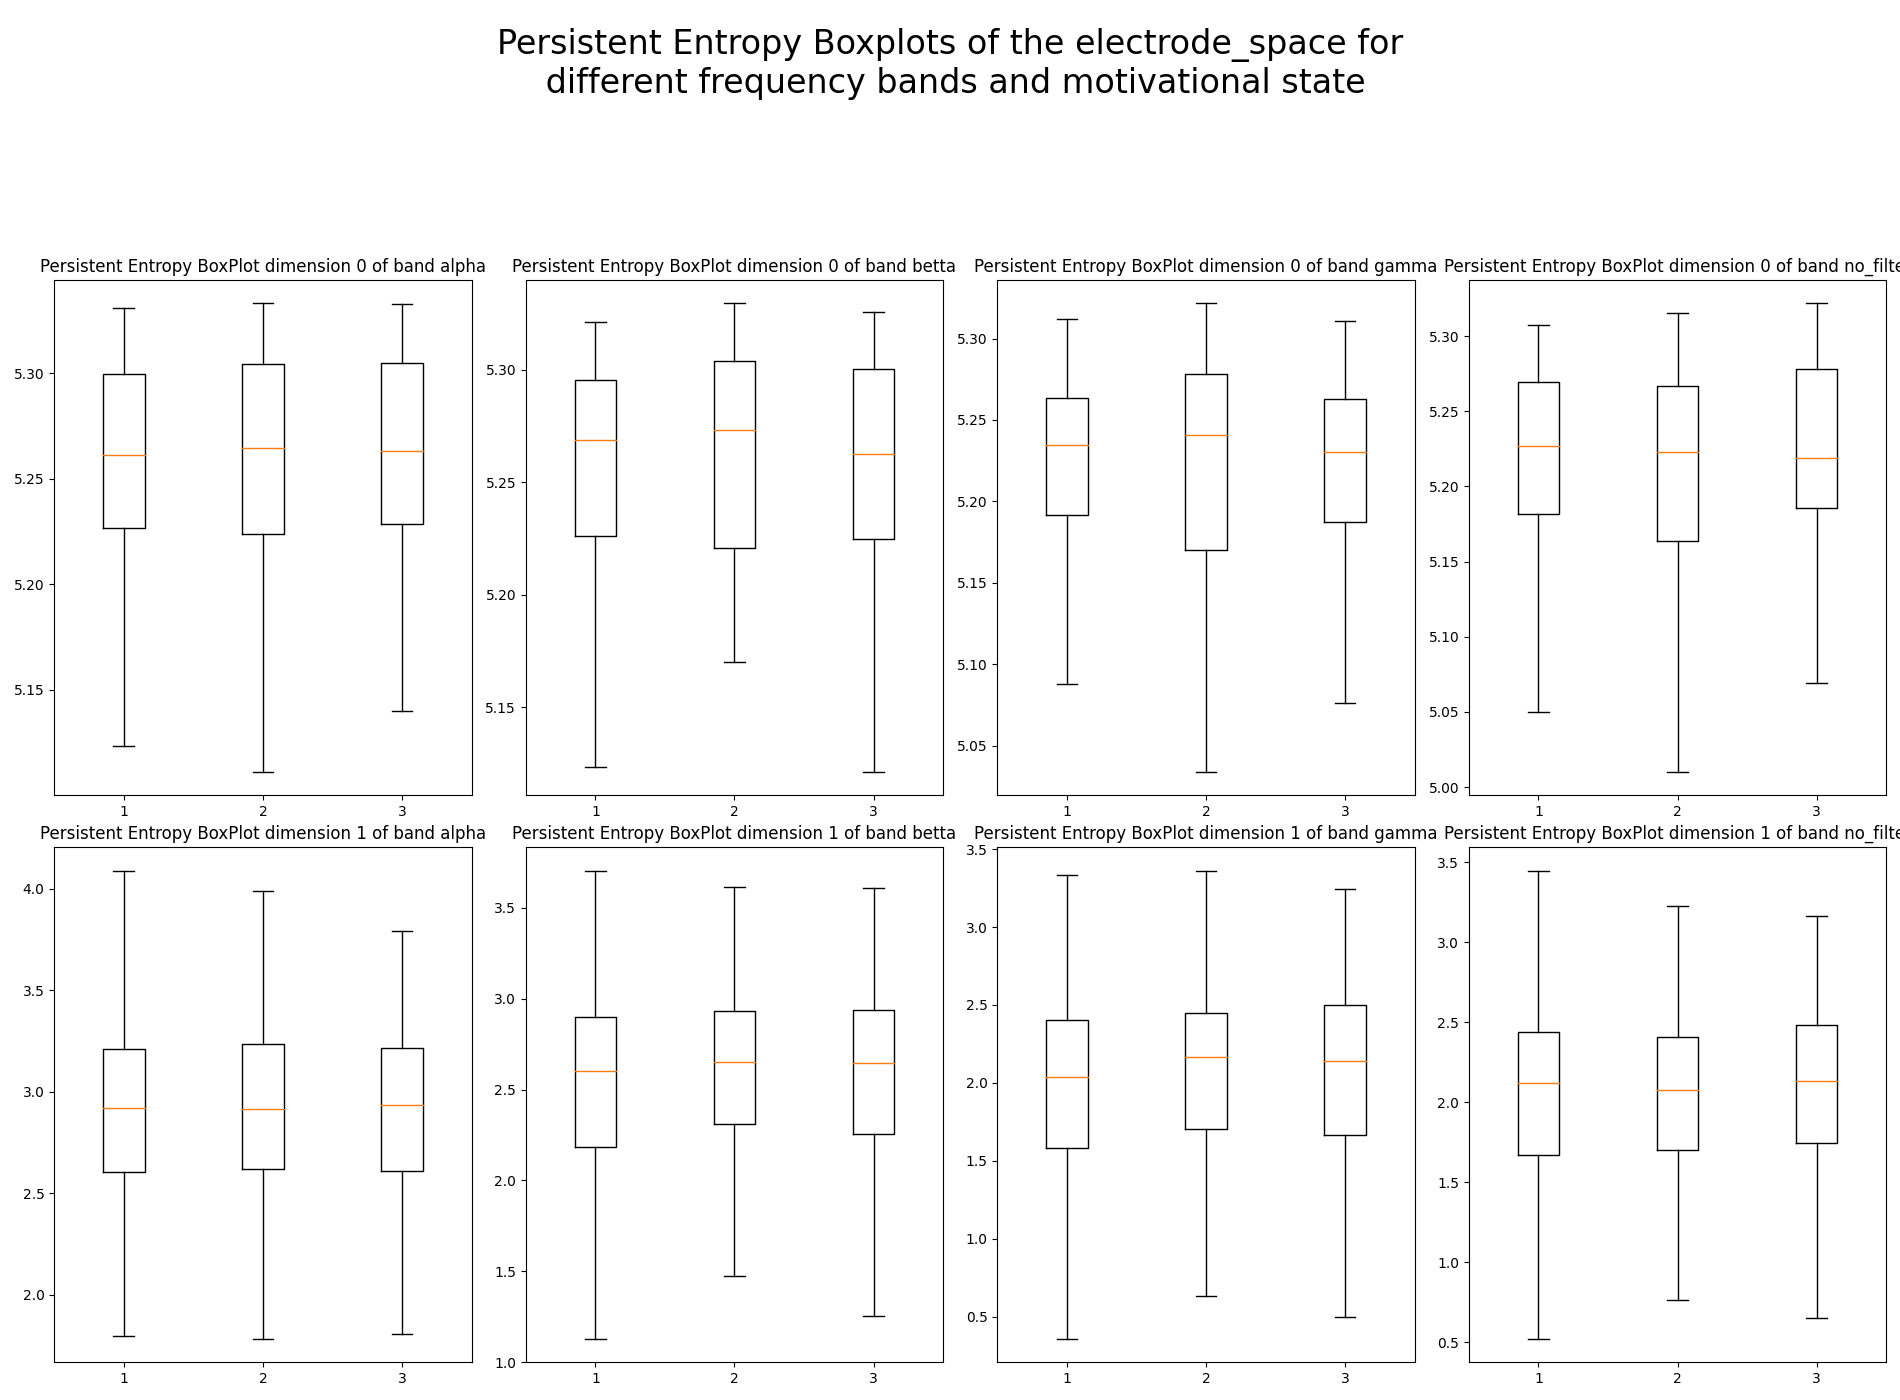 Persistent Entropy Boxplots of the electrode_space for
different frequency bands and motivational state
Persistent Entropy BoxPlot dimension 0 of band alpha
5.30
5.25
5.20
5.15
1 2 3
Persistent Entropy BoxPlot dimension 0 of band betta
5.30
5.25
5.20
5.15
1 2 3
Persistent Entropy BoxPlot dimension 0 of band gamma
5.30
5.25
5.20
5.15
5.10
5.05
1 2 3
Persistent Entropy BoxPlot dimension 0 of band no_filte
5.30
5.25
5.20
5.15
5.10
5.05
5.00
1 2 3
Persistent Entropy BoxPlot dimension 1 of band alpha
4.0
3.5
3.0
2.5
2.0
1 2 3
Persistent Entropy BoxPlot dimension 1 of band betta
3.5
3.0
2.5
2.0
1.5
1.0
1 2 3
Persistent Entropy BoxPlot dimension 1 of band gamma
3.5
3.0
2.5
2.0
1.5
1.0
0.5
1 2 3
Persistent Entropy BoxPlot dimension 1 of band no_filte
3.5
3.0
2.5
2.0
1.5
1.0
0.5
1 2 3